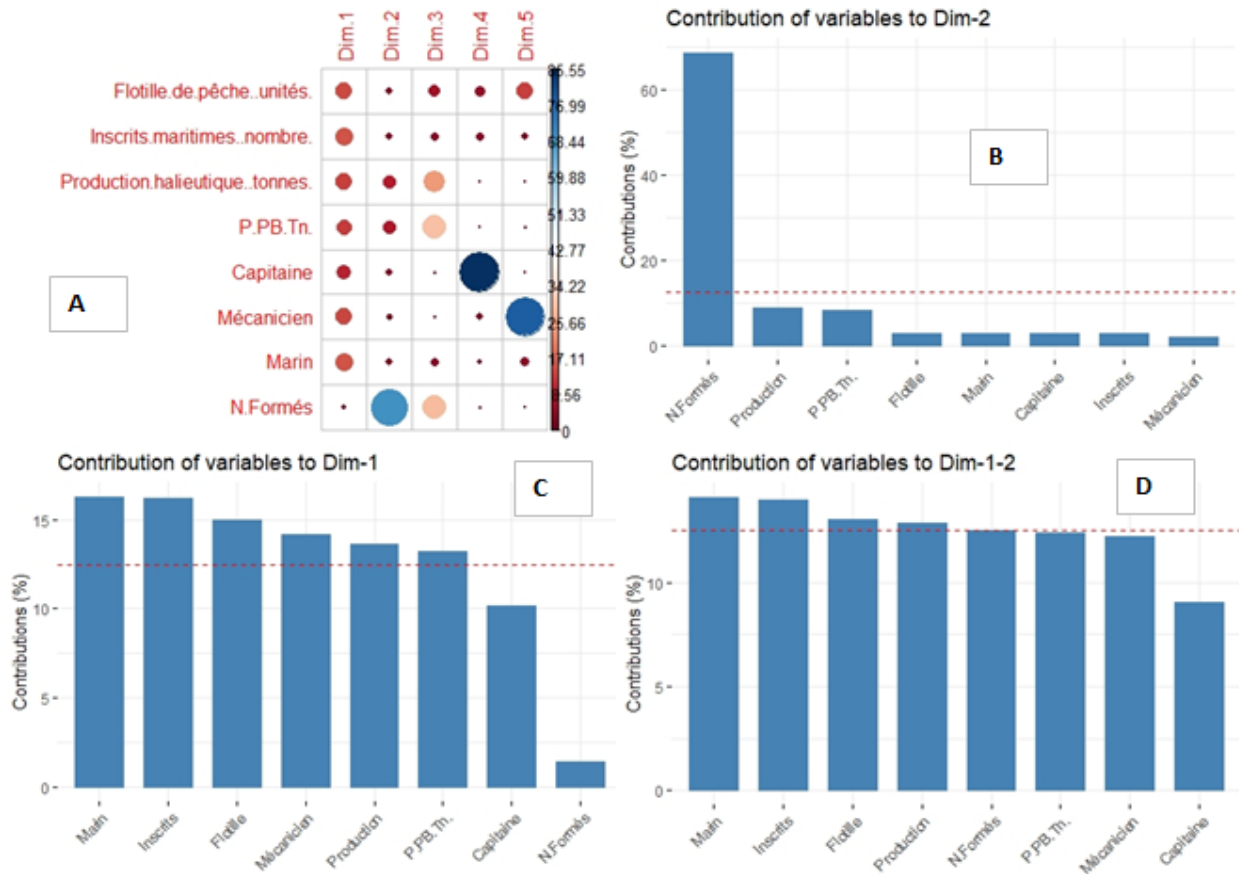 Dim.1 Dim.2 Dim.3 Dim.4 Dim.5
Flotille.de.pêche..unités.
Inscrits.maritimes..nombre.
Production.halieutique..tonnes.
P.PB.Tn.
Capitaine
Mécanicien
Marin
N.Formés
85.55
76.99
68.44
59.88
51.33
42.77
34.22
25.66
17.11
8.56
0
A
Contribution of variables to Dim-2
B
Contributions (%)
60
40
20
0
N.Formés Production P.PB.Tn. Flotille Marin Capitaine Inscrits Mécanicien
Contribution of variables to Dim-1
C
Contributions (%)
15
10
5
0
Marin Inscrits Flotille Mécanicien Production P.PB.Tn. Capitaine N.Formés
Contribution of variables to Dim-1-2
D
Contributions (%)
10
5
0
Marin Inscrits Flotille Production N.Formés P.PB.Tn. Mécanicien Capitaine